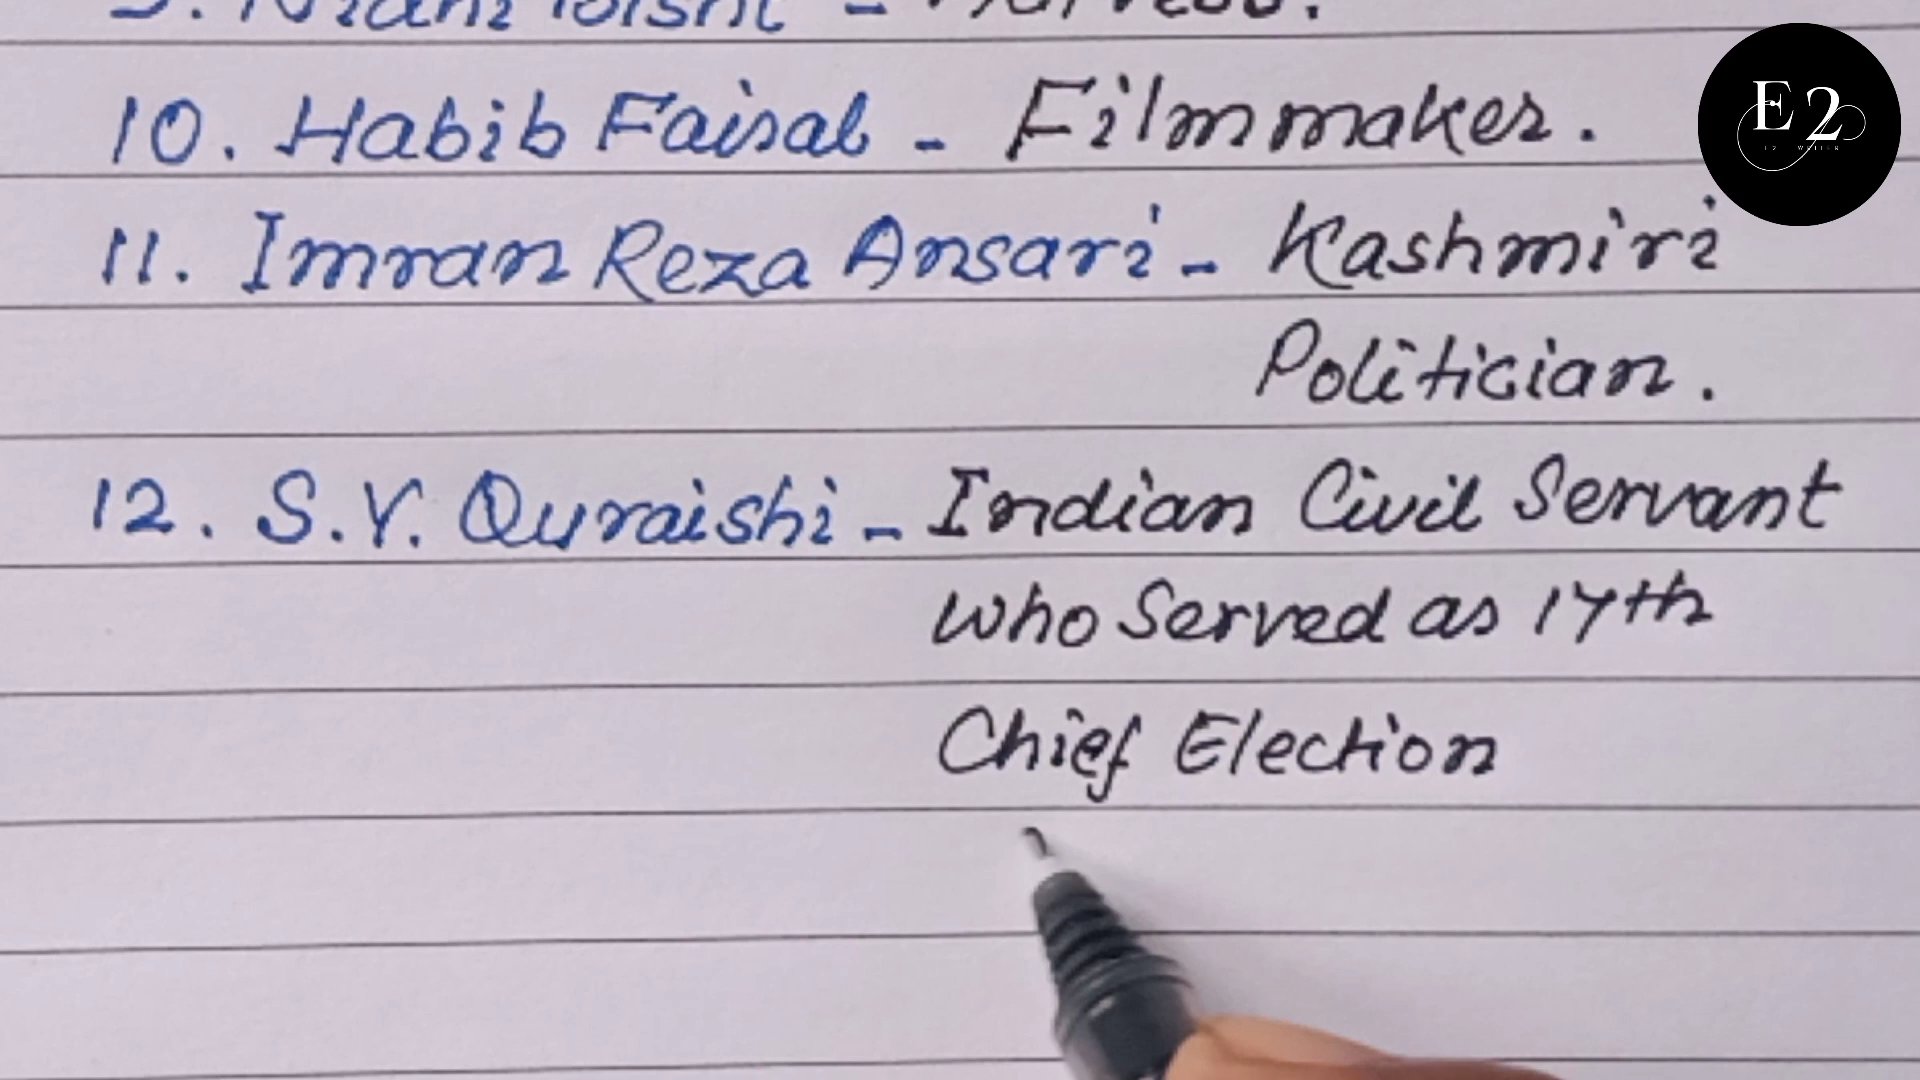 10. Habib Faisal - Filmmaker.
11. Imran Reza Ansari - Kashmiri
Politician.
12. S.Y. Quraishi - Indian Civil Servant
who Served as 17th
Chief Election
E2